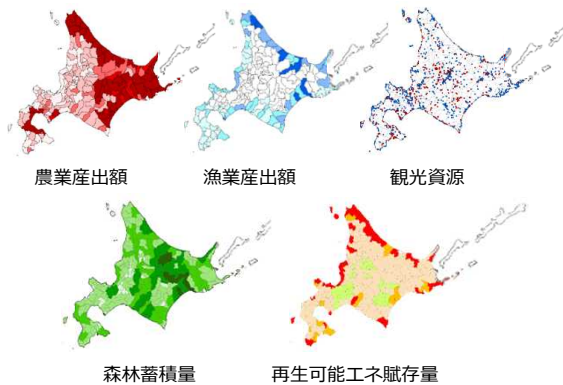 農業産出額
漁業産出額
観光資源
森林蓄積量
再生可能エネ賦存量